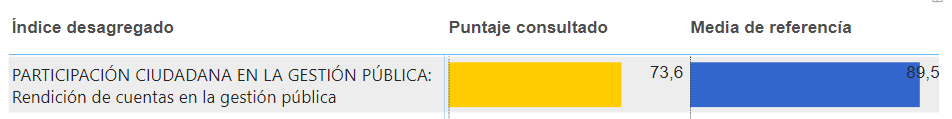 Índice desagregado Puntaje consultado Media de referencia
PARTICIPACIÓN CIUDADANA EN LA GESTIÓN PÚBLICA: 73,6 89,5
Rendición de cuentas en la gestión pública